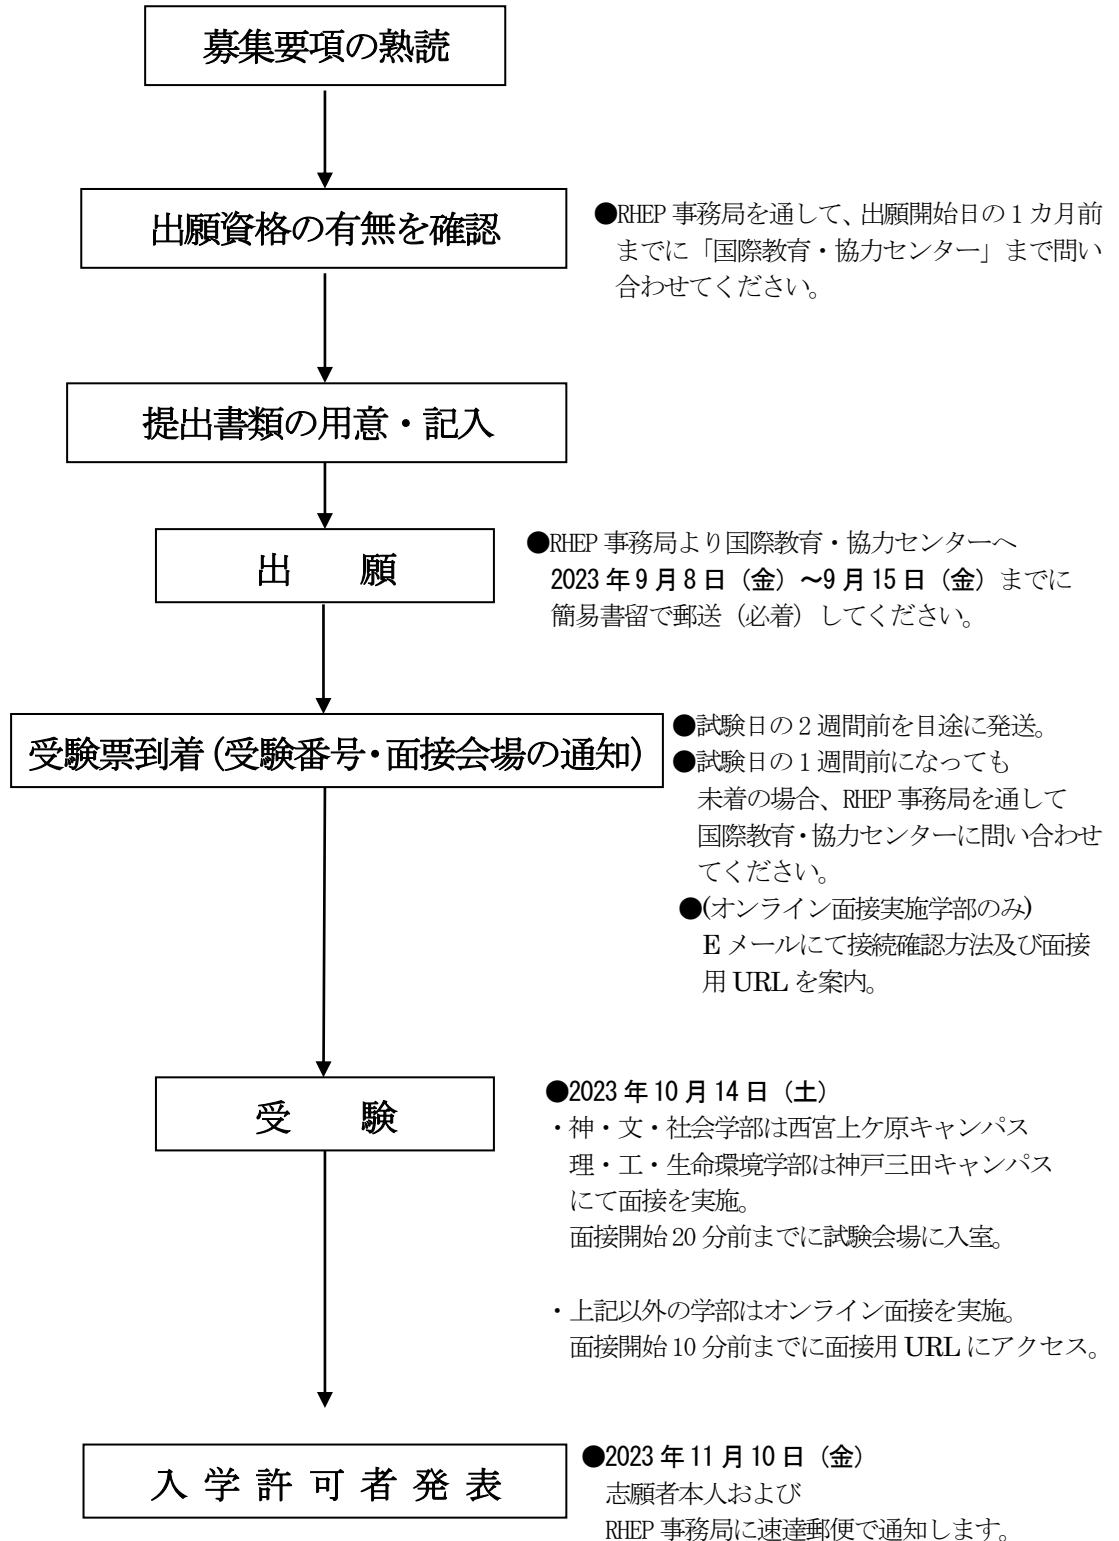 募集要項の熟読
出願資格の有無を確認
●RHEP 事務局を通して、出願開始日の 1 カ月前
までに「国際教育・協力センター」まで問い
合わせてください。
提出書類の用意・記入
出　願
●RHEP 事務局より国際教育・協力センターへ
2023 年 9 月 8 日（金）～9 月 15 日（金）までに
簡易書留で郵送（必着）してください。
受験票到着（受験番号・面接会場の通知）
●試験日の 2 週間前を目途に発送。
●試験日の 1 週間前になっても
未着の場合、RHEP 事務局を通して
国際教育・協力センターに問い合わせ
てください。
●(オンライン面接実施学部のみ)
E メールにて接続確認方法及び面接
用 URL を案内。
受　験
●2023 年 10 月 14 日（土）
・神・文・社会学部は西宮上ケ原キャンパス
理・工・生命環境学部は神戸三田キャンパス
にて面接を実施。
面接開始 20 分前までに試験会場に入室。
・上記以外の学部はオンライン面接を実施。
面接開始 10 分前までに面接用 URL にアクセス。
入 学 許 可 者 発 表
●2023 年 11 月 10 日（金）
志願者本人および
RHEP 事務局に速達郵便で通知します。